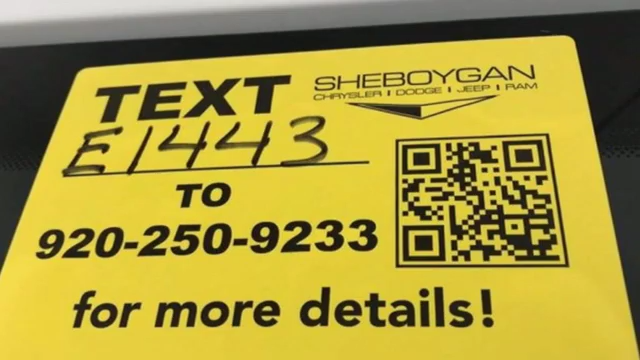 TEXT
E1443
TO
920-250-9233
for more details!
SHEBOYGAN
CHRYSLER | DODGE | JEEP | RAM